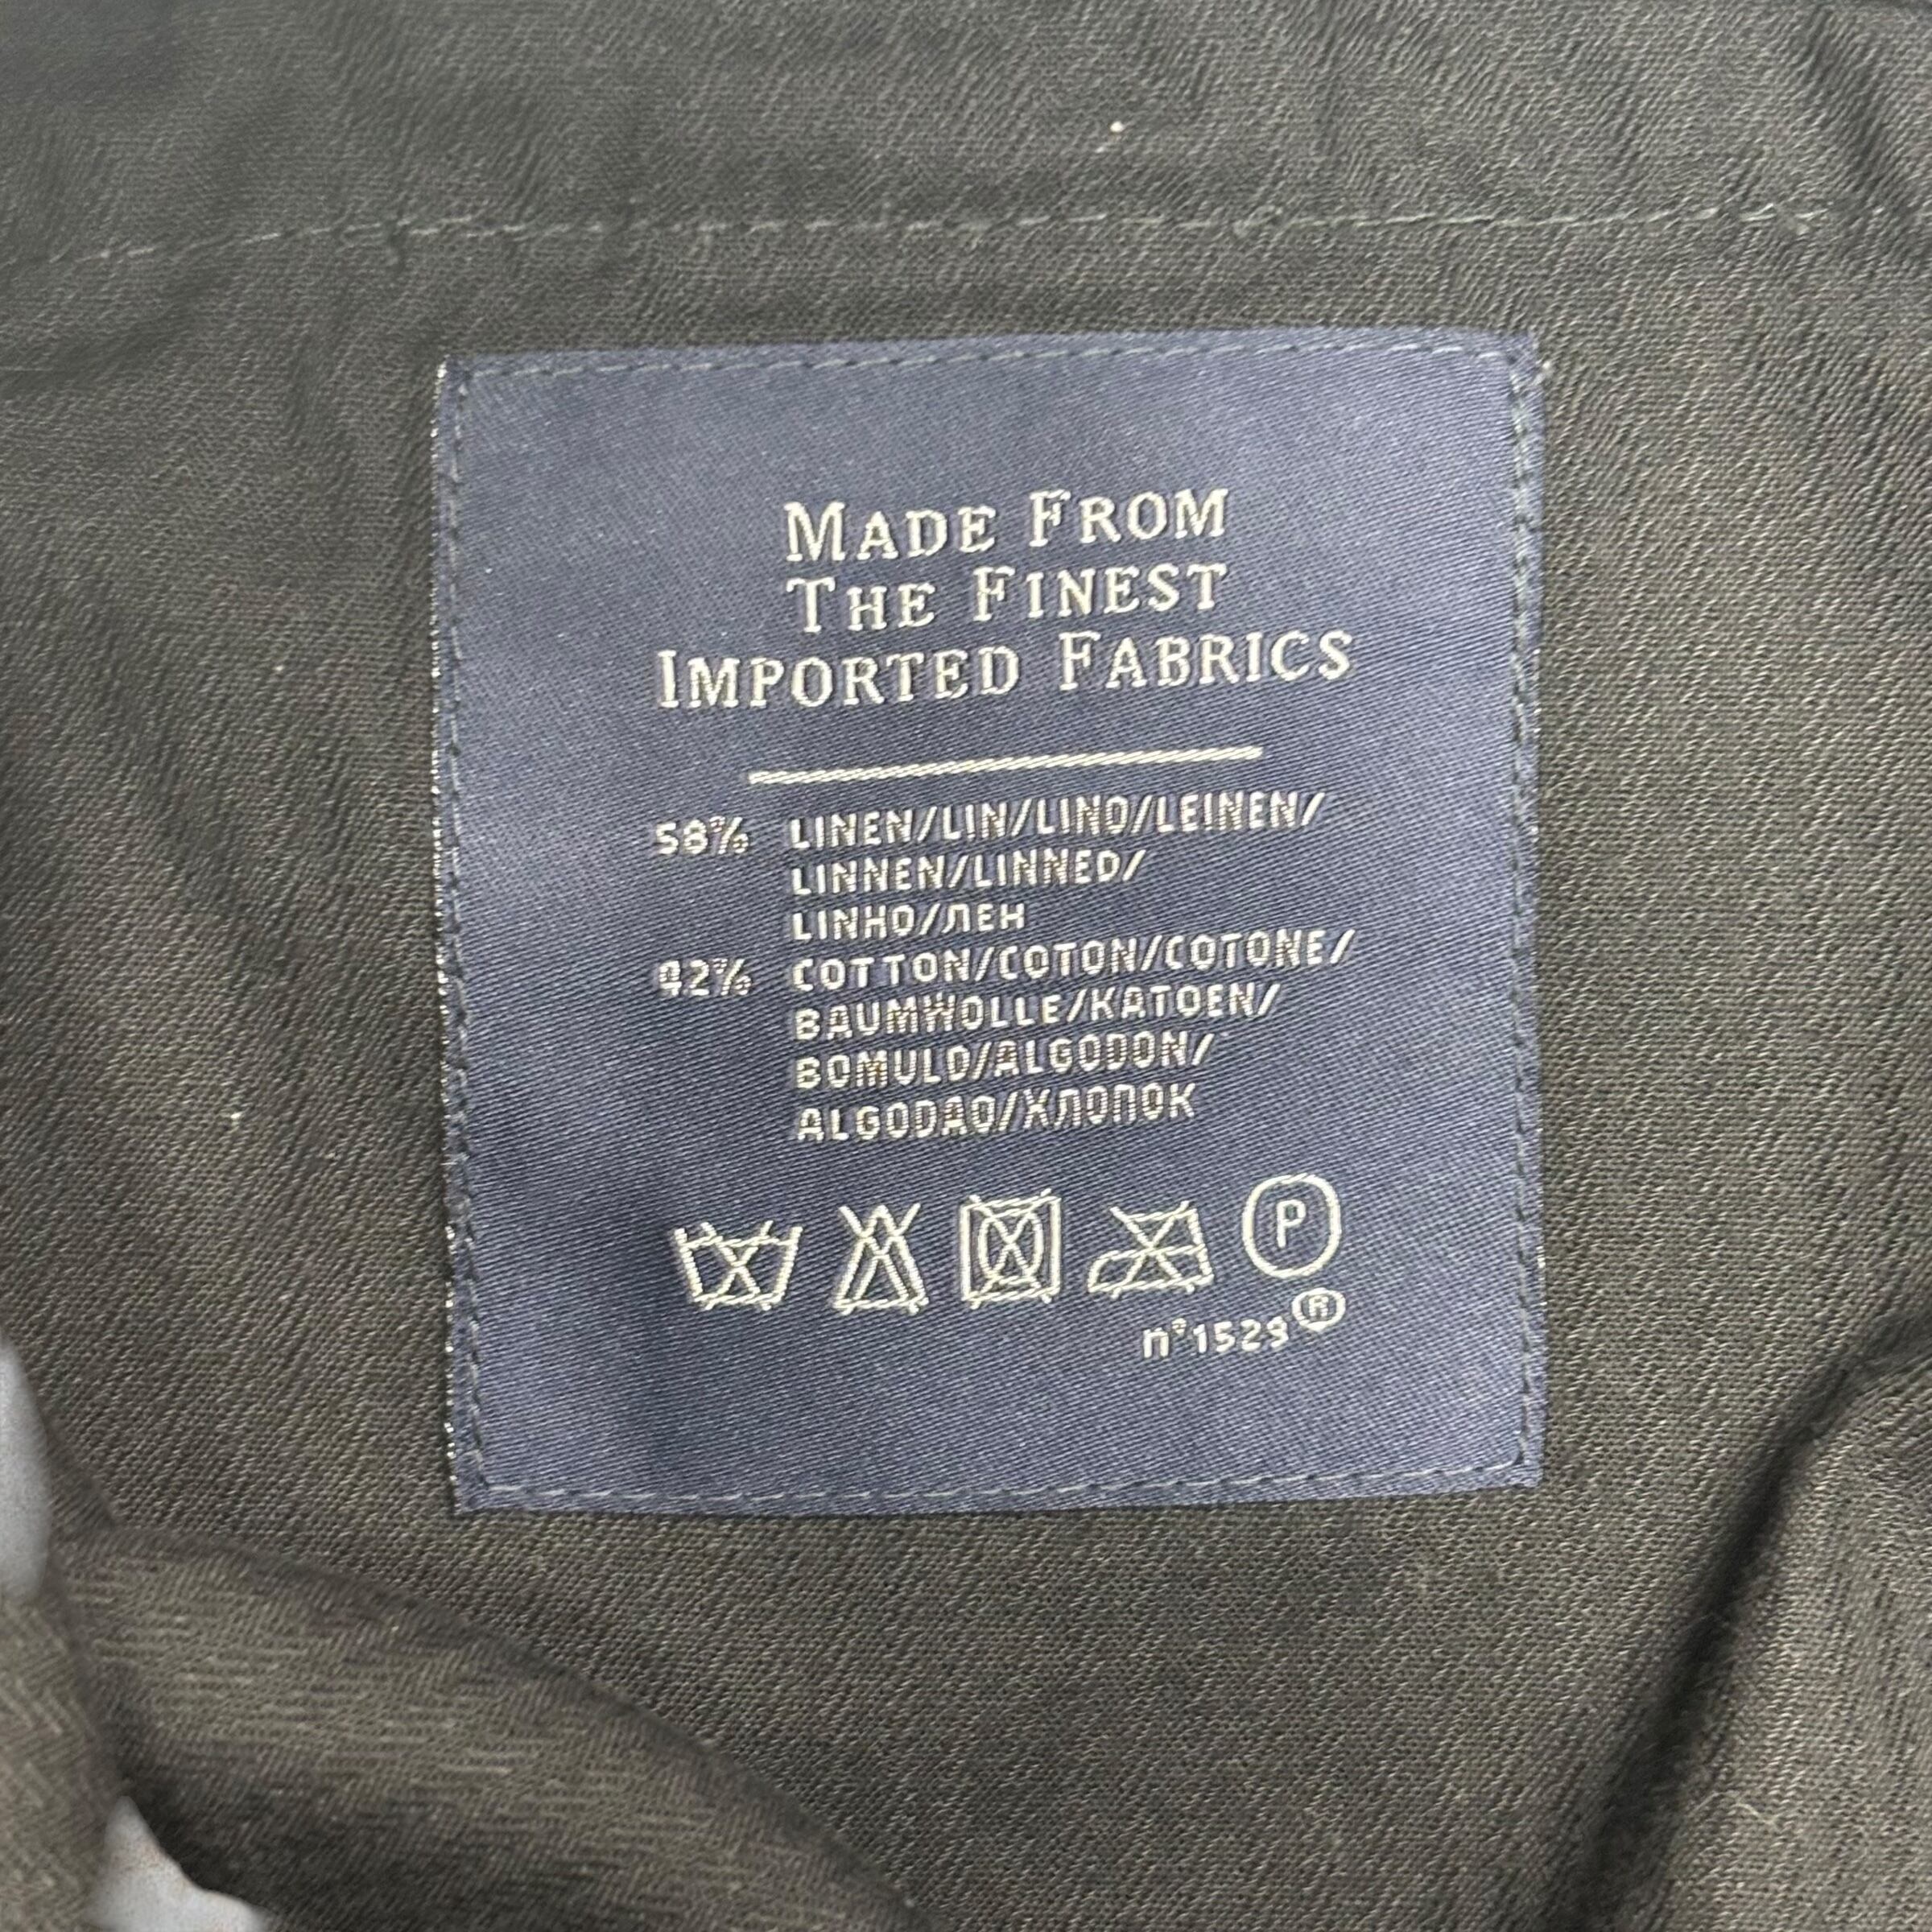 MADE FROM
THE FINEST
IMPORTED FABRICS
58% LINEN/LIN/LINO/LEINEN/
LINNEN/LINNED/
LINHO/ЛЕН
42% COTTON/COTON/COTONE/
BAUMWOLLE/KATOEN/
BOMULD/ALGODON/
ALGODAO/ХЛОПОК
P
n°1529®